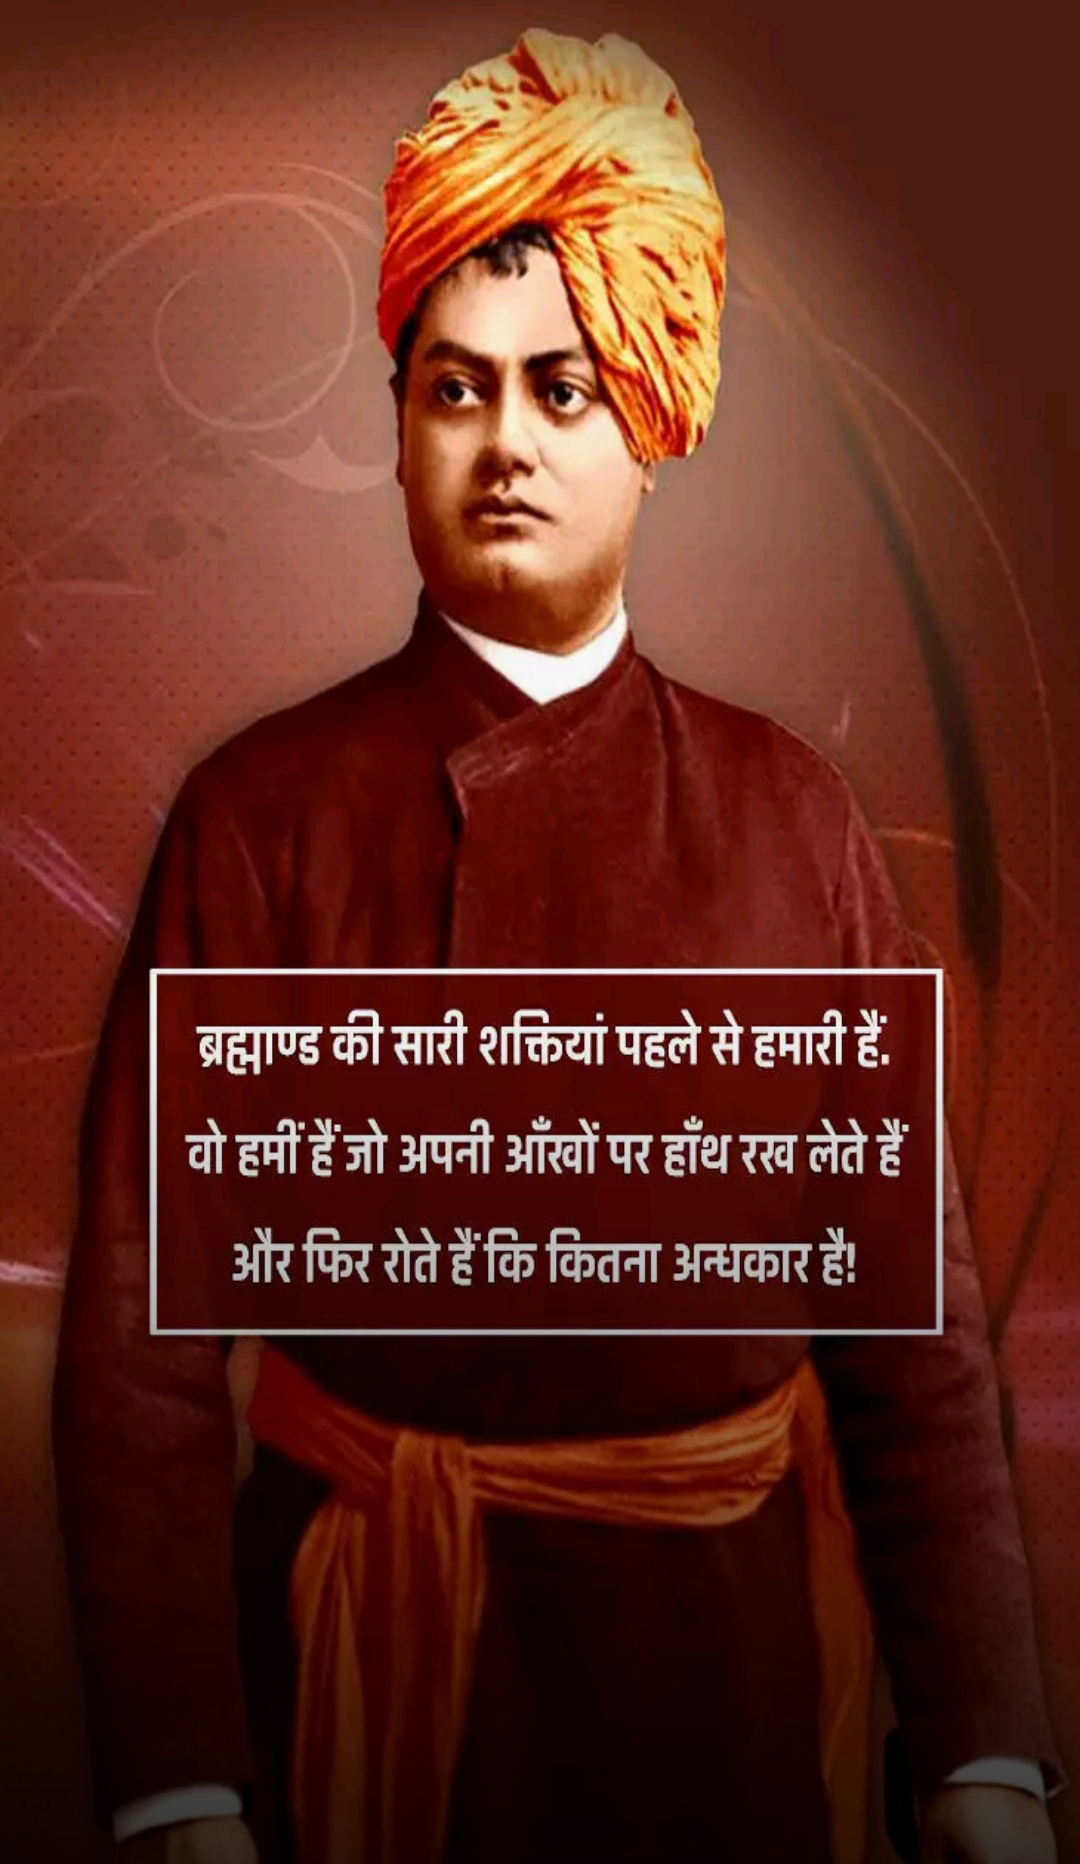 ब्रह्माण्ड की सारी शक्तियां पहले से हमारी हैं.
वो हमीं हैं जो अपनी आँखों पर हाँथ रख लेते हैं
और फिर रोते हैं कि कितना अन्धकार है!